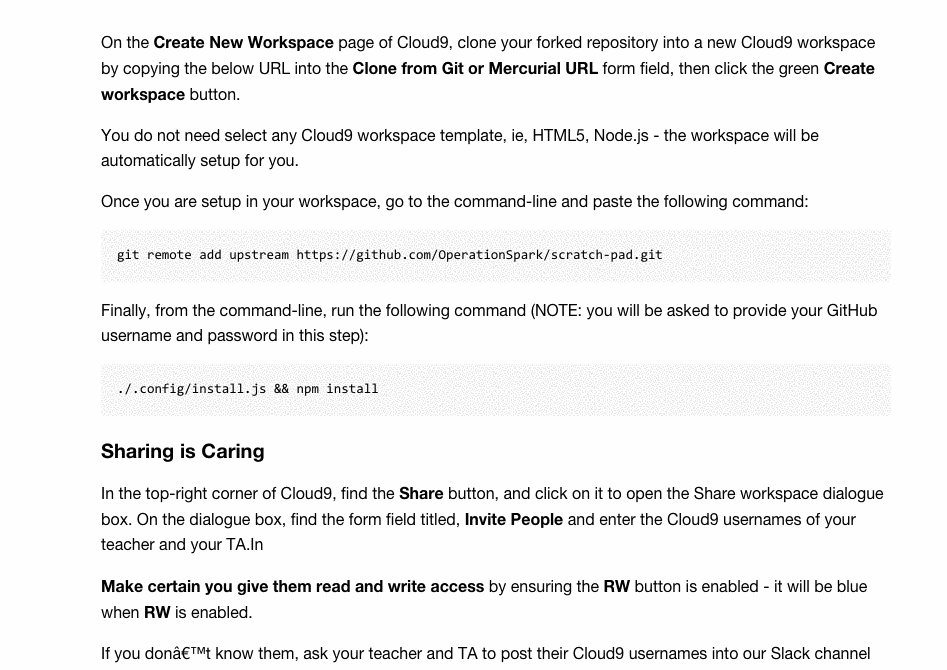 On the Create New Workspace page of Cloud9, clone your forked repository into a new Cloud9 workspace
by copying the below URL into the Clone from Git or Mercurial URL form field, then click the green Create
workspace button.
You do not need select any Cloud9 workspace template, ie, HTML5, Node.js - the workspace will be
automatically setup for you.
Once you are setup in your workspace, go to the command-line and paste the following command:
git remote add upstream https://github.com/OperationSpark/scratch-pad.git
Finally, from the command-line, run the following command (NOTE: you will be asked to provide your GitHub
username and password in this step):
./.config/install.js && npm install
Sharing is Caring
In the top-right corner of Cloud9, find the Share button, and click on it to open the Share workspace dialogue
box. On the dialogue box, find the form field titled, Invite People and enter the Cloud9 usernames of your
teacher and your TA.In
Make certain you give them read and write access by ensuring the RW button is enabled - it will be blue
when RW is enabled.
If you donâ€™t know them, ask your teacher and TA to post their Cloud9 usernames into our Slack channel